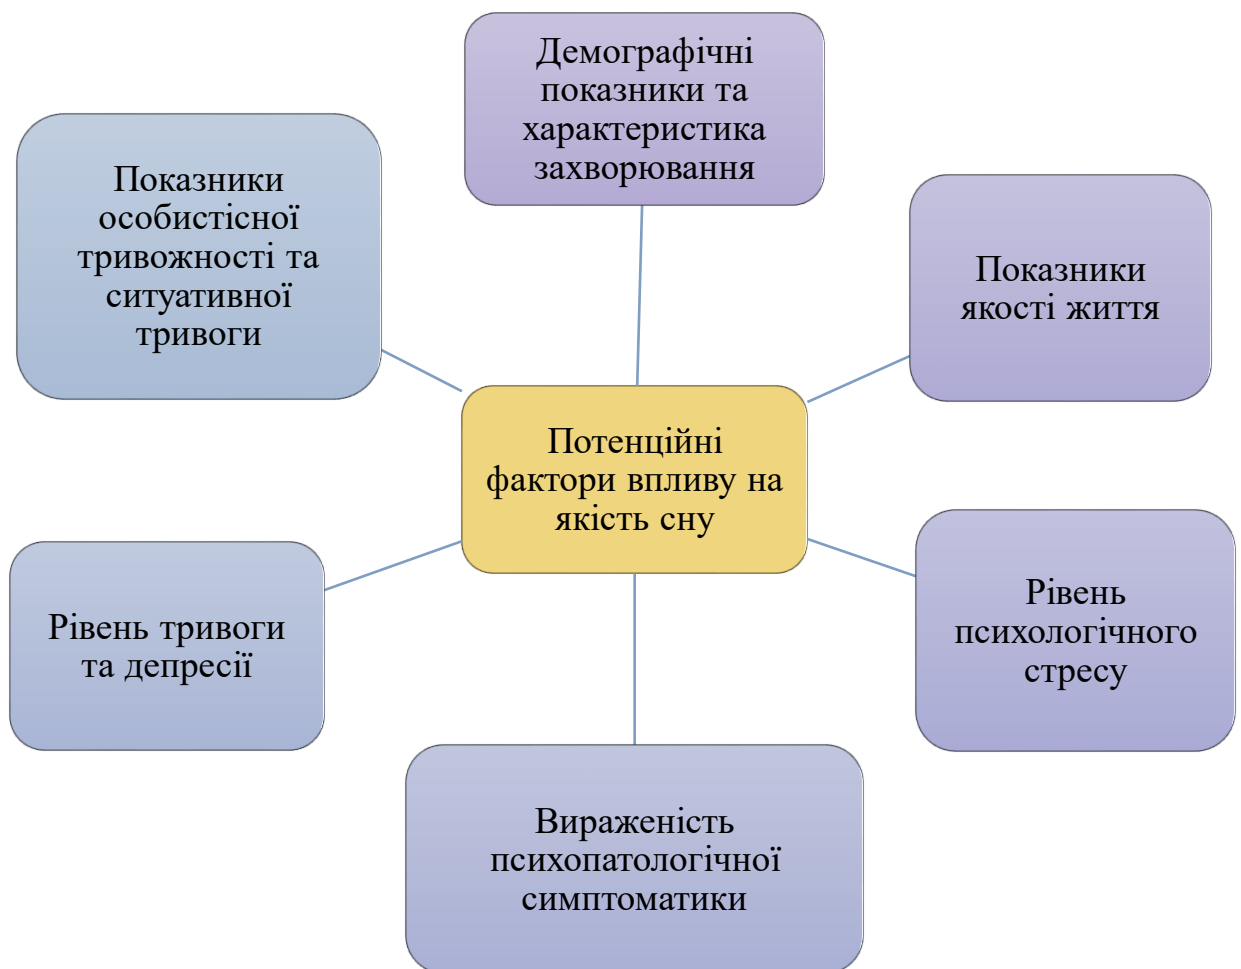 Демографічні
показники та
характеристика
захворювання
Показники
особистісної
тривожності та
ситуативної
тривоги
Показники
якості життя
Потенційні
фактори впливу на
якість сну
Рівень тривоги
та депресії
Рівень
психологічного
стресу
Вираженість
психопатологічної
симптоматики